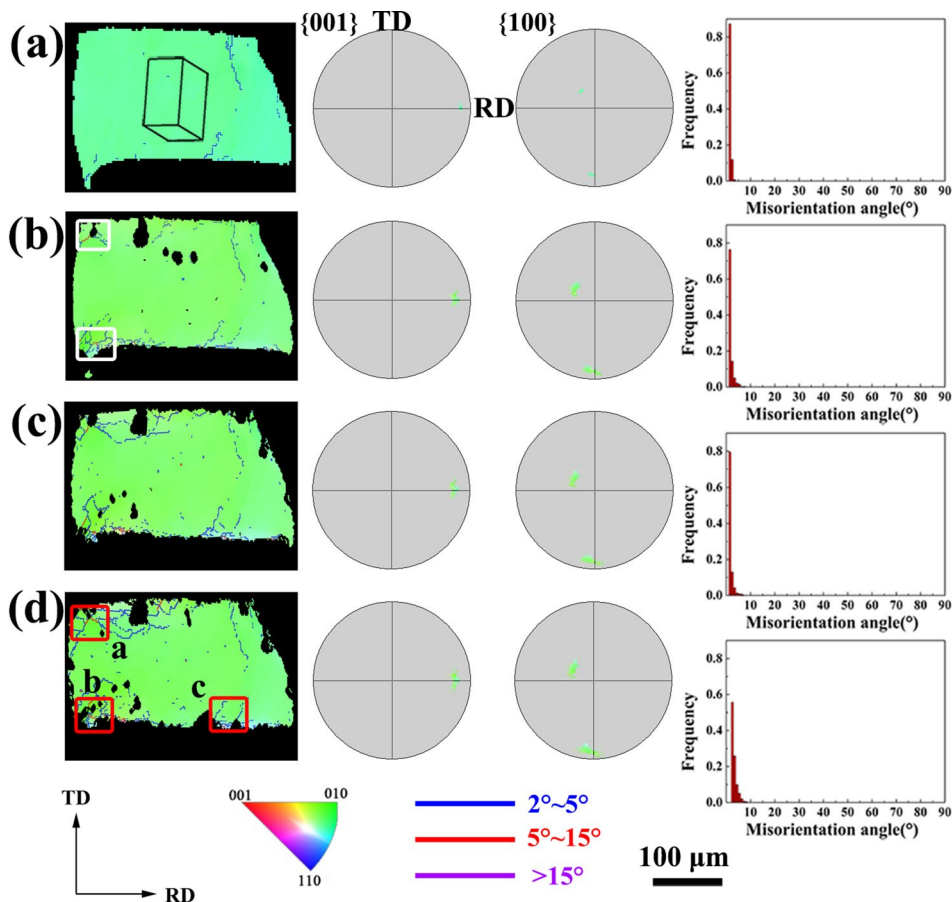 (a)
{001} TD
{100}
RD
Frequency
0.8
0.6
0.4
0.2
0.0
10 20 30 40 50 60 70 80 90
Misorientation angle(°)
(b)
Frequency
0.8
0.6
0.4
0.2
0.0
10 20 30 40 50 60 70 80 90
Misorientation angle(°)
(c)
Frequency
0.8
0.6
0.4
0.2
0.0
10 20 30 40 50 60 70 80 90
Misorientation angle(°)
(d)
a
b
c
Frequency
0.8
0.6
0.4
0.2
0.0
10 20 30 40 50 60 70 80 90
Misorientation angle(°)
TD
RD
001
010
110
2°~5°
5°~15°
>15°
100 μm